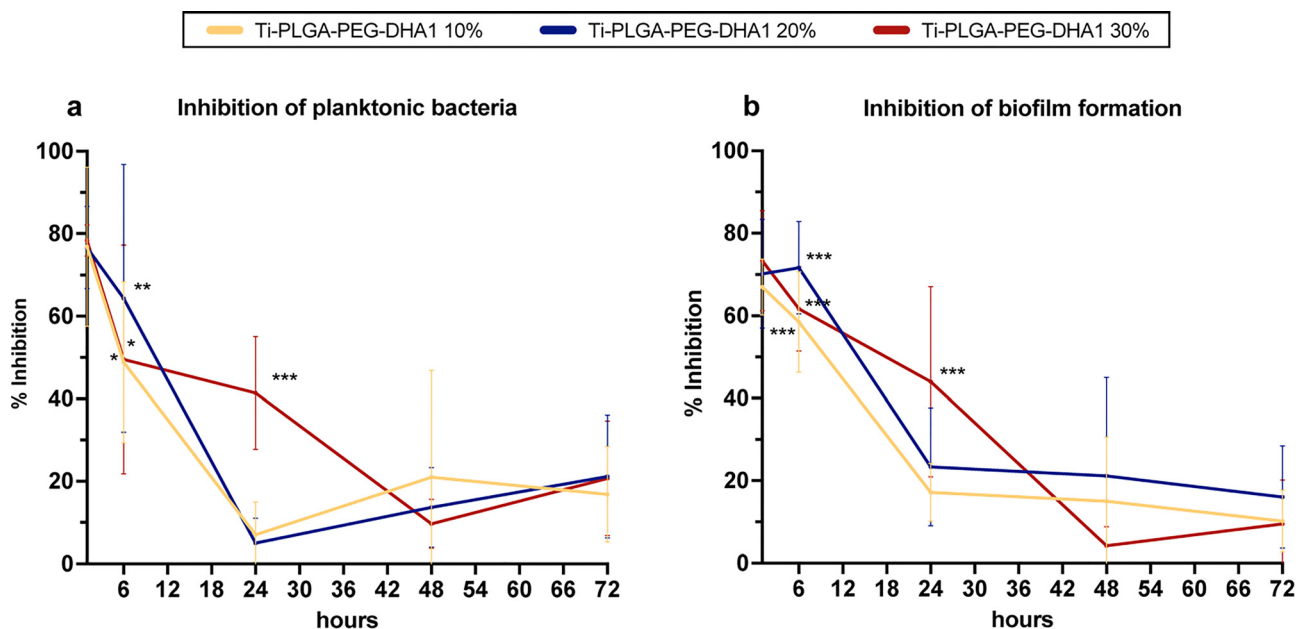 Ti-PLGA-PEG-DHA1 10% Ti-PLGA-PEG-DHA1 20% Ti-PLGA-PEG-DHA1 30%
a Inhibition of planktonic bacteria
% Inhibition
100
80
60
40
20
0
**
*
*
***
6 12 18 24 30 36 42 48 54 60 66 72
hours
b Inhibition of biofilm formation
% Inhibition
100
80
60
40
20
0
***
***
***
***
6 12 18 24 30 36 42 48 54 60 66 72
hours